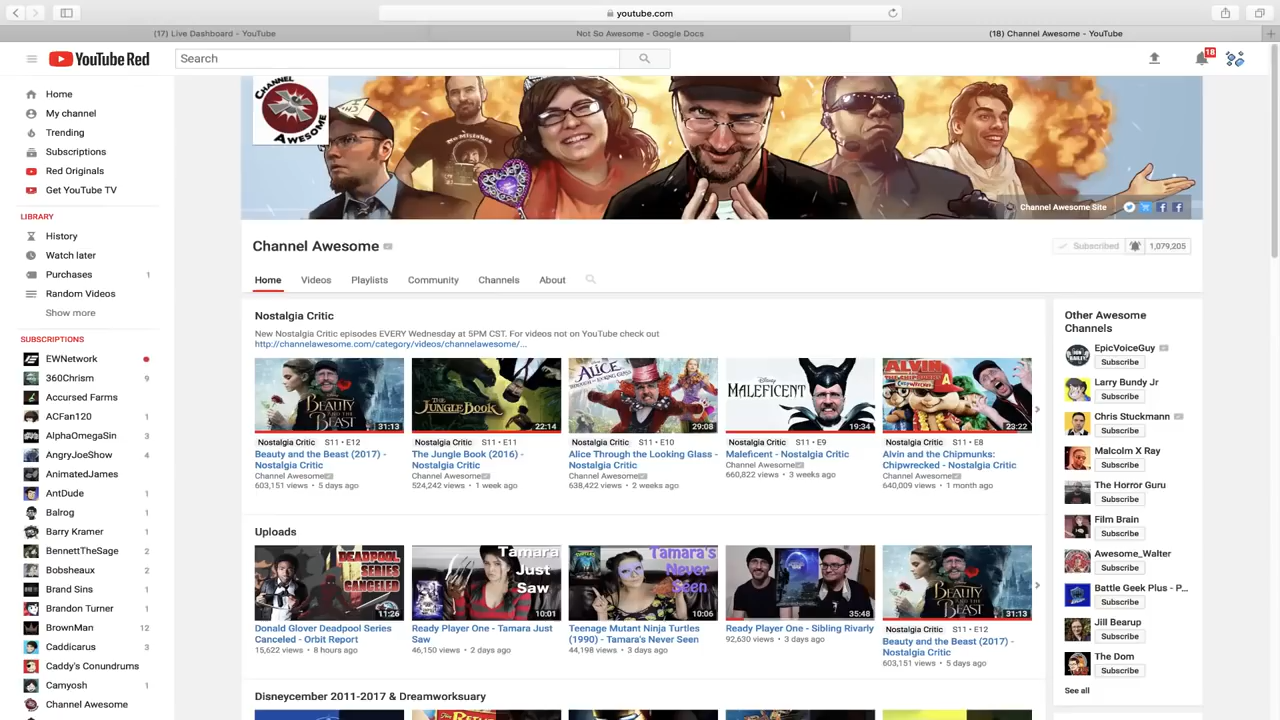 youtube.com
(17) Live Dashboard - YouTube
Not So Awesome - Google Docs
(18) Channel Awesome - YouTube
YouTube Red
Search
18
Home
My channel
Trending
Subscriptions
Red Originals
Get YouTube TV
LIBRARY
History
Watch later
Purchases 1
Random Videos
Show more
SUBSCRIPTIONS
EWNetwork
360Chrism 9
Accursed Farms
ACFan120 1
AlphaOmegaSin 3
AngryJoeShow 4
AnimatedJames
AntDude 1
Balrog 1
Barry Kramer 1
BennettTheSage 2
Bobsheaux 2
Brand Sins 1
Brandon Turner 1
BrownMan 12
Caddicarus 3
Caddy's Conundrums
Camyosh 1
Channel Awesome
CHANNEL
AWESOME
No Mistakes
Channel Awesome Site
Channel Awesome
Subscribed 1,079,205
Home Videos Playlists Community Channels About
Nostalgia Critic
New Nostalgia Critic episodes EVERY Wednesday at 5PM CST. For videos not on YouTube check out
http://channelawesome.com/category/videos/channelawesome/...
BEAUTY
AND THE
BEAST
31:13
Nostalgia Critic S11 • E12
Beauty and the Beast (2017) -
Nostalgia Critic
Channel Awesome
603,151 views • 5 days ago
THE
JUNGLE BOOK
22:14
Nostalgia Critic S11 • E11
The Jungle Book (2016) -
Nostalgia Critic
Channel Awesome
524,242 views • 1 week ago
ALICE
THROUGH THE LOOKING GLASS
29:08
Nostalgia Critic S11 • E10
Alice Through the Looking Glass -
Nostalgia Critic
Channel Awesome
638,422 views • 2 weeks ago
Disney
MALEFICENT
19:34
Nostalgia Critic S11 • E9
Maleficent - Nostalgia Critic
Channel Awesome
660,822 views • 3 weeks ago
ALVIN
AND THE CHIPMUNKS
CHIPWRECKED
23:22
Nostalgia Critic S11 • E8
Alvin and the Chipmunks:
Chipwrecked - Nostalgia Critic
Channel Awesome
640,009 views • 1 month ago
Uploads
DEADPOOL
SERIES
CANCELED
11:26
Donald Glover Deadpool Series
Canceled - Orbit Report
15,622 views • 8 hours ago
Tamara
Just
Saw
10:01
Ready Player One - Tamara Just
Saw
46,150 views • 2 days ago
Tamara's
Never
Seen
10:06
Teenage Mutant Ninja Turtles
(1990) - Tamara's Never Seen
44,198 views • 3 days ago
35:48
Ready Player One - Sibling Rivarly
92,630 views • 3 days ago
BEAUTY
AND THE
BEAST
31:13
Nostalgia Critic S11 • E12
Beauty and the Beast (2017) -
Nostalgia Critic
603,151 views • 5 days ago
Disneycember 2011-2017 & Dreamworksuary
Other Awesome
Channels
EpicVoiceGuy
Subscribe
Larry Bundy Jr
Subscribe
Chris Stuckmann
Subscribe
Malcolm X Ray
Subscribe
The Horror Guru
Subscribe
Film Brain
Subscribe
Awesome_Walter
Subscribe
Battle Geek Plus - P...
Subscribe
Jill Bearup
Subscribe
The Dom
Subscribe
See all